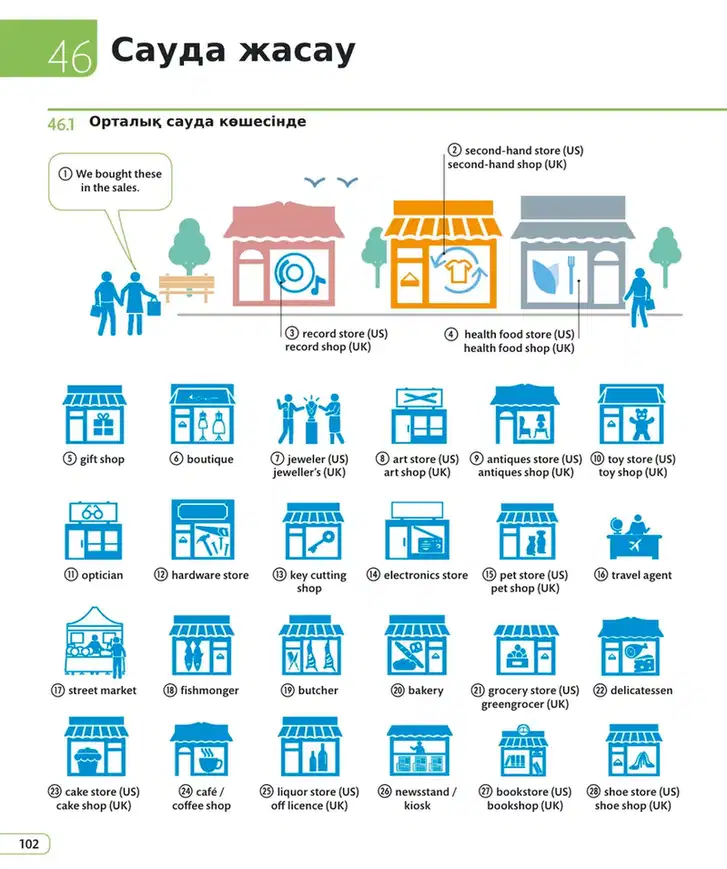 46 Сауда жасау
46.1 Орталық сауда көшесінде
① We bought these
in the sales.
② second-hand store (US)
second-hand shop (UK)
③ record store (US)
record shop (UK)
④ health food store (US)
health food shop (UK)
⑤ gift shop
⑥ boutique
⑦ jeweler (US)
jeweller's (UK)
⑧ art store (US)
art shop (UK)
⑨ antiques store (US)
antiques shop (UK)
⑩ toy store (US)
toy shop (UK)
⑪ optician
⑫ hardware store
⑬ key cutting
shop
⑭ electronics store
⑮ pet store (US)
pet shop (UK)
⑯ travel agent
⑰ street market
⑱ fishmonger
⑲ butcher
⑳ bakery
㉑ grocery store (US)
greengrocer (UK)
㉒ delicatessen
㉓ cake store (US)
cake shop (UK)
㉔ café /
coffee shop
㉕ liquor store (US)
off licence (UK)
㉖ newsstand /
kiosk
㉗ bookstore (US)
bookshop (UK)
㉘ shoe store (US)
shoe shop (UK)
102